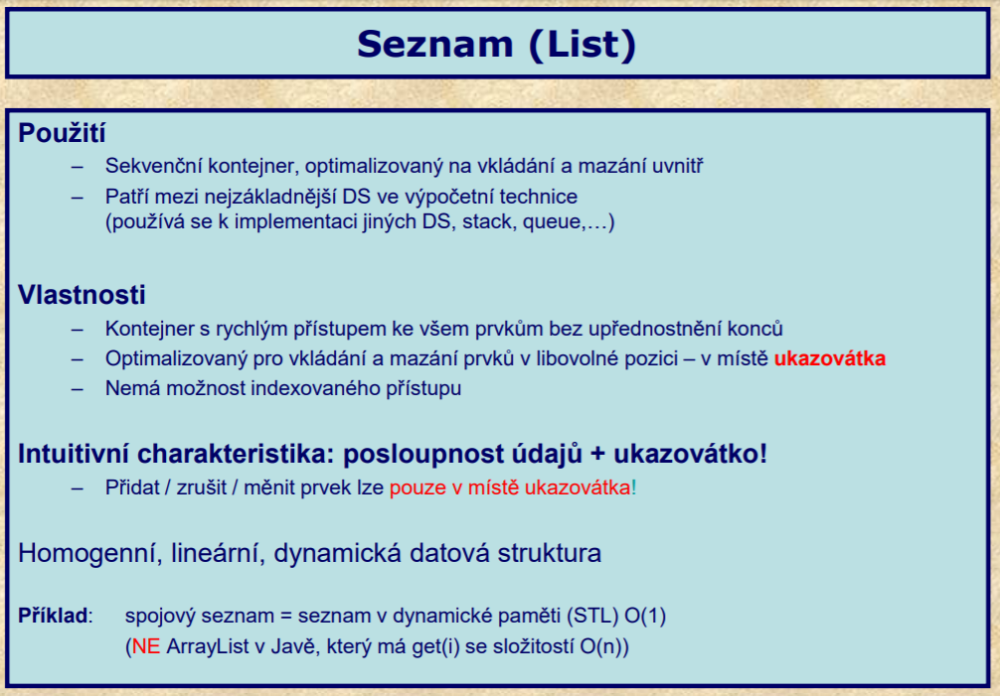 Seznam (List)
Použití
– Sekvenční kontejner, optimalizovaný na vkládání a mazání uvnitř
– Patří mezi nejzákladnější DS ve výpočetní technice
(používá se k implementaci jiných DS, stack, queue,…)
Vlastnosti
– Kontejner s rychlým přístupem ke všem prvkům bez upřednostnění konců
– Optimalizovaný pro vkládání a mazání prvků v libovolné pozici – v místě ukazovátka
– Nemá možnost indexovaného přístupu
Intuitivní charakteristika: posloupnost údajů + ukazovátko!
– Přidat / zrušit / měnit prvek lze pouze v místě ukazovátka!
Homogenní, lineární, dynamická datová struktura
Příklad: spojový seznam = seznam v dynamické paměti (STL) O(1)
(NE ArrayList v Javě, který má get(i) se složitostí O(n))